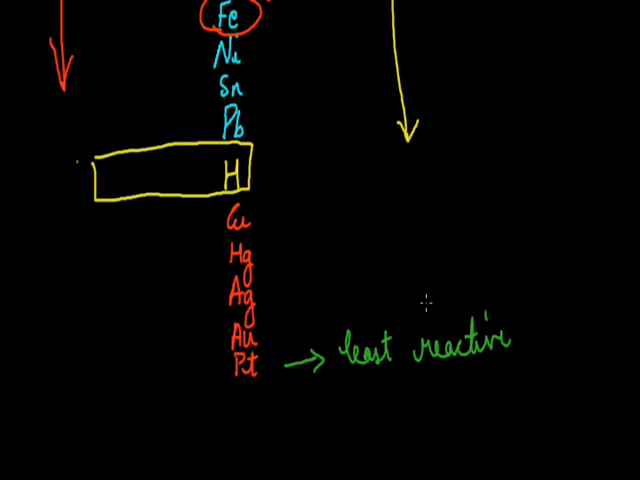 Fe
Ni
Sn
Pb
H
Cu
Hg
Ag
Au
Pt → least reactive